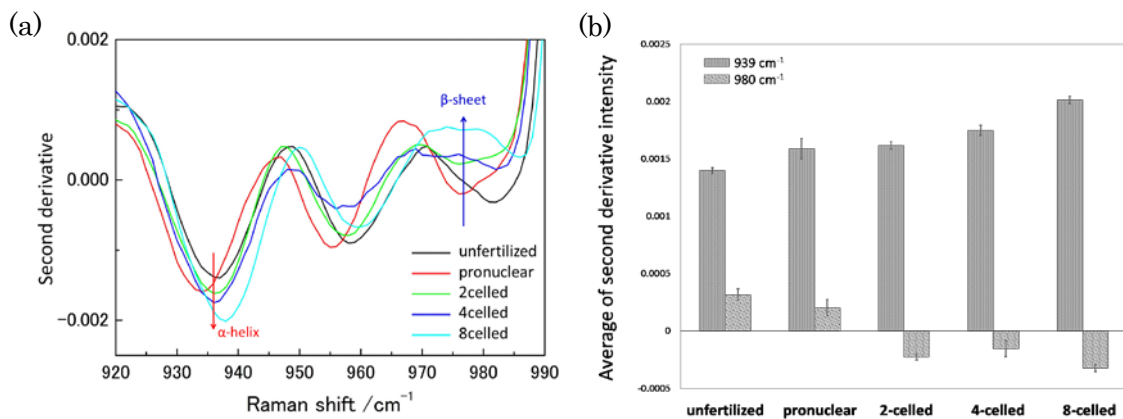 (a)
0.002
0.000
−0.002
Second derivative
β-sheet
α-helix
unfertilized
pronuclear
2celled
4celled
8celled
920 930 940 950 960 970 980 990
Raman shift /cm⁻¹
(b)
939 cm⁻¹
980 cm⁻¹
Average of second derivative intensity
0.0025
0.002
0.0015
0.001
0.0005
0
-0.0005
unfertilized pronuclear 2-celled 4-celled 8-celled